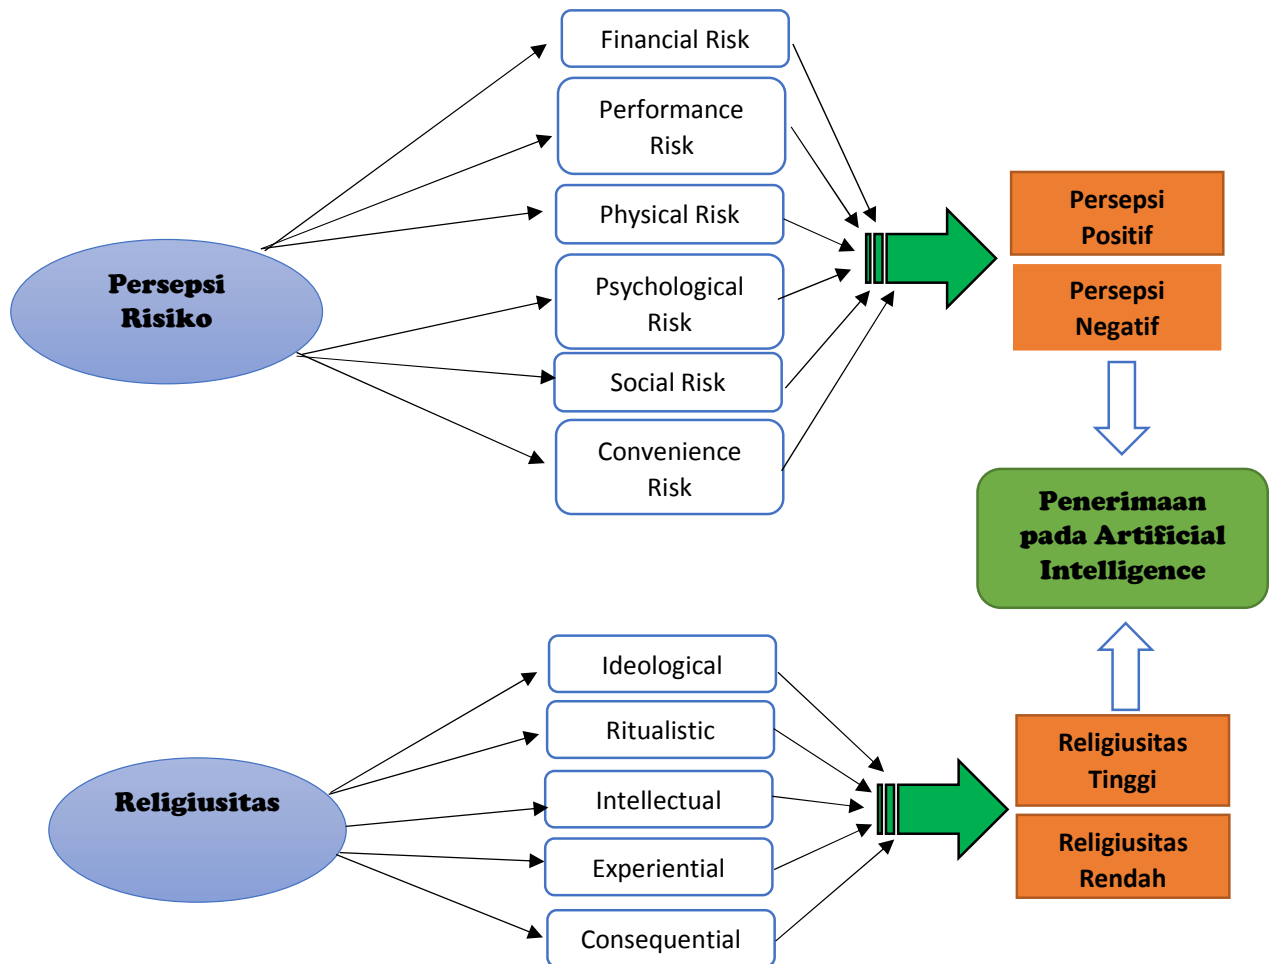 Financial Risk
Performance
Risk
Physical Risk
Psychological
Risk
Social Risk
Convenience
Risk
Persepsi
Risiko
Persepsi
Positif
Persepsi
Negatif
Penerimaan
pada Artificial
Intelligence
Ideological
Ritualistic
Intellectual
Experiential
Consequential
Religiusitas
Religiusitas
Tinggi
Religiusitas
Rendah